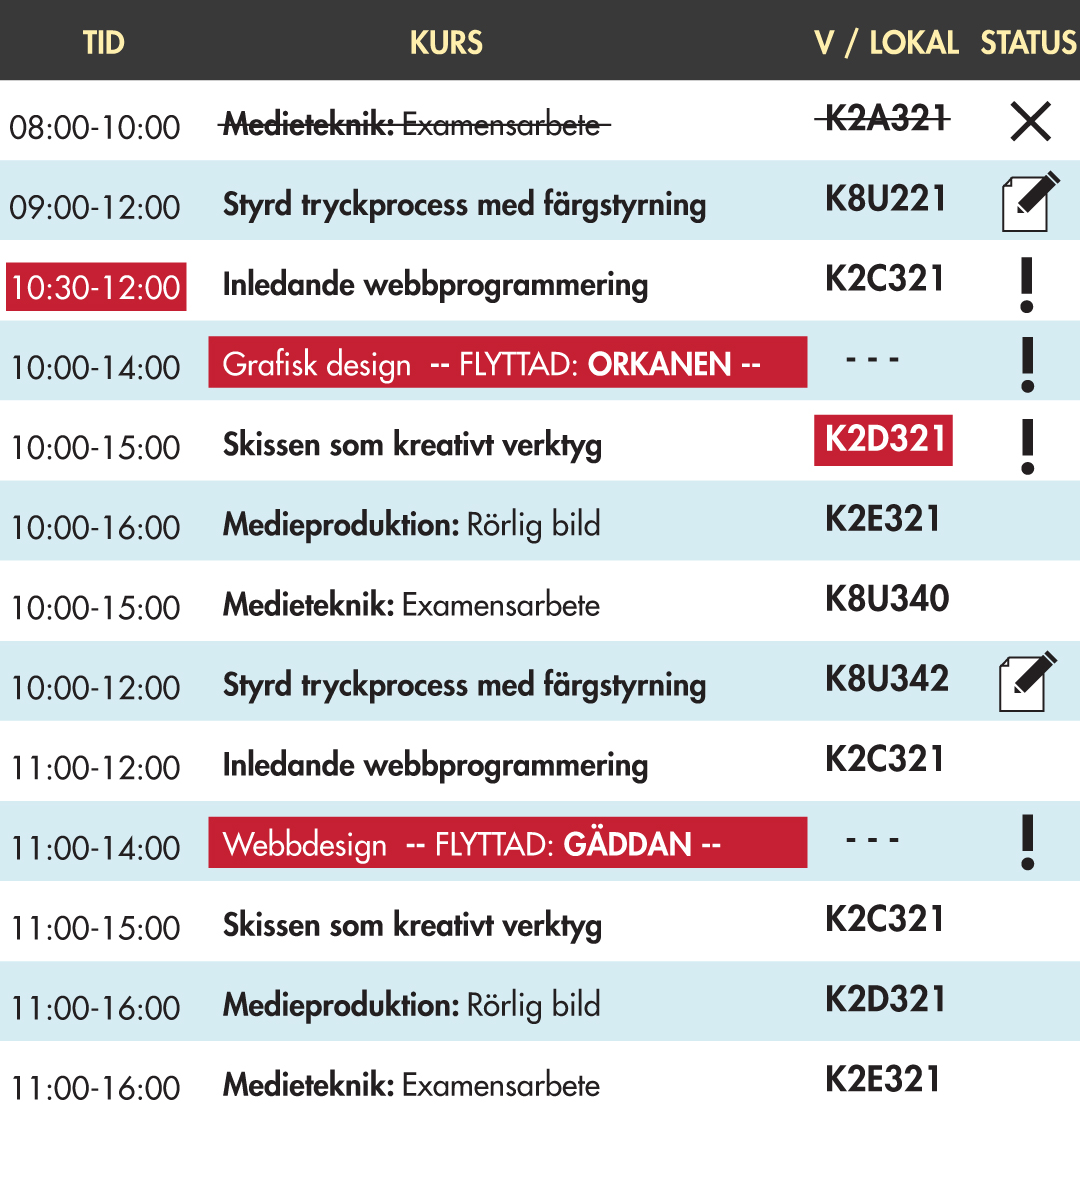 TID KURS V / LOKAL STATUS
08:00-10:00 Medieteknik: Examensarbete K2A321
09:00-12:00 Styrd tryckprocess med färgstyrning K8U221
10:30-12:00 Inledande webbprogrammering K2C321 !
10:00-14:00 Grafisk design -- FLYTTAD: ORKANEN -- - - - !
10:00-15:00 Skissen som kreativt verktyg K2D321 !
10:00-16:00 Medieproduktion: Rörlig bild K2E321
10:00-15:00 Medieteknik: Examensarbete K8U340
10:00-12:00 Styrd tryckprocess med färgstyrning K8U342
11:00-12:00 Inledande webbprogrammering K2C321
11:00-14:00 Webbdesign -- FLYTTAD: GÄDDAN -- - - - !
11:00-15:00 Skissen som kreativt verktyg K2C321
11:00-16:00 Medieproduktion: Rörlig bild K2D321
11:00-16:00 Medieteknik: Examensarbete K2E321